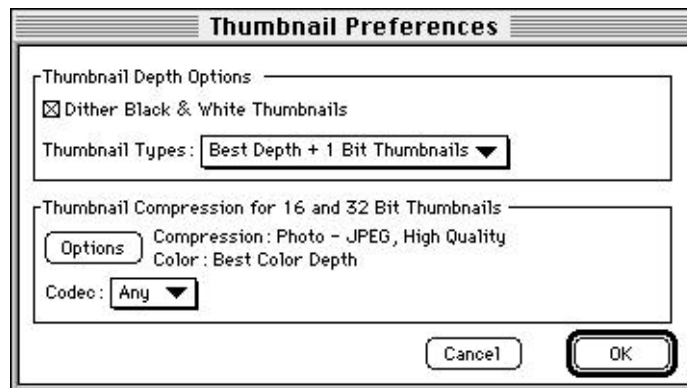 Thumbnail Preferences
Thumbnail Depth Options
Dither Black & White Thumbnails
Thumbnail Types: Best Depth + 1 Bit Thumbnails
Thumbnail Compression for 16 and 32 Bit Thumbnails
Options
Compression: Photo - JPEG, High Quality
Color: Best Color Depth
Codec: Any
Cancel OK